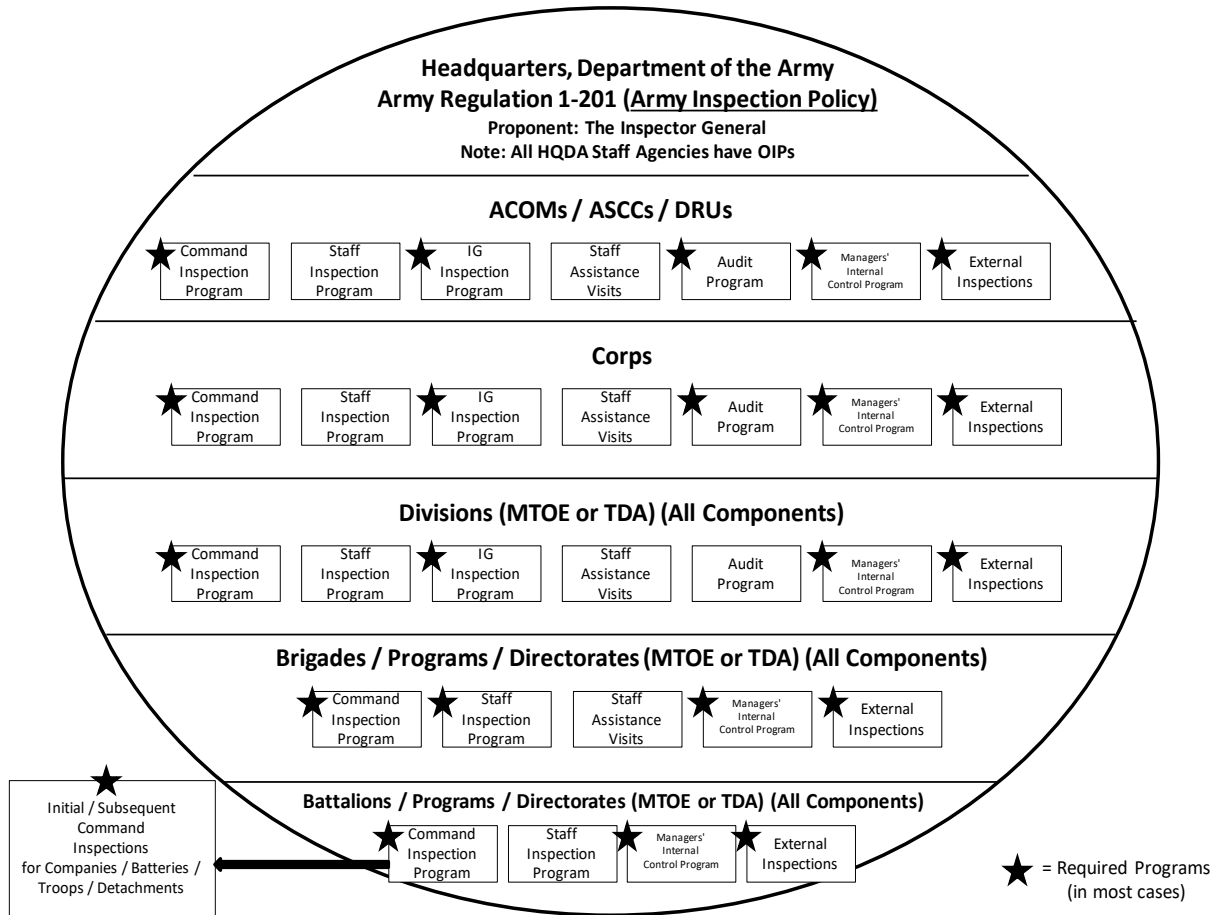 Headquarters, Department of the Army
Army Regulation 1-201 (Army Inspection Policy)
Proponent: The Inspector General
Note: All HQDA Staff Agencies have OIPs
ACOMs / ASCCs / DRUs
Command
Inspection
Program
Staff
Inspection
Program
IG
Inspection
Program
Staff
Assistance
Visits
Audit
Program
Managers'
Internal
Control Program
External
Inspections
Corps
Command
Inspection
Program
Staff
Inspection
Program
IG
Inspection
Program
Staff
Assistance
Visits
Audit
Program
Managers'
Internal
Control Program
External
Inspections
Divisions (MTOE or TDA) (All Components)
Command
Inspection
Program
Staff
Inspection
Program
IG
Inspection
Program
Staff
Assistance
Visits
Audit
Program
Managers'
Internal
Control Program
External
Inspections
Brigades / Programs / Directorates (MTOE or TDA) (All Components)
Command
Inspection
Program
Staff
Inspection
Program
Staff
Assistance
Visits
Managers'
Internal
Control Program
External
Inspections
Battalions / Programs / Directorates (MTOE or TDA) (All Components)
Command
Inspection
Program
Staff
Inspection
Program
Managers'
Internal
Control Program
External
Inspections
Initial / Subsequent
Command
Inspections
for Companies / Batteries /
Troops / Detachments
= Required Programs
(in most cases)